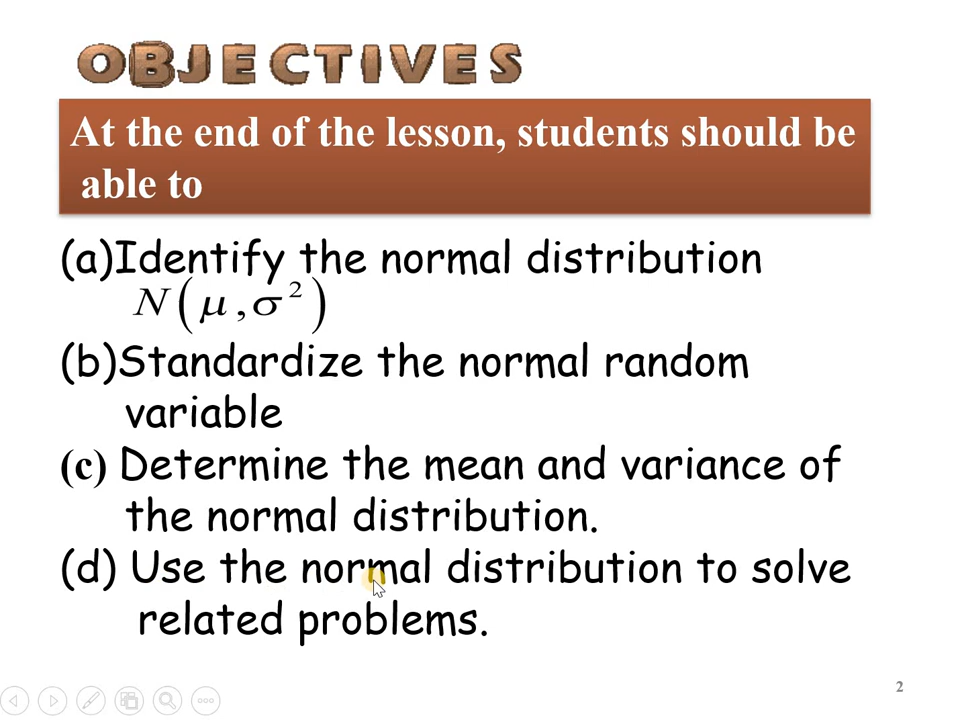 OBJECTIVES
At the end of the lesson, students should be
able to
(a)Identify the normal distribution
N(μ,σ²)
(b)Standardize the normal random
variable
(c) Determine the mean and variance of
the normal distribution.
(d) Use the normal distribution to solve
related problems.
2